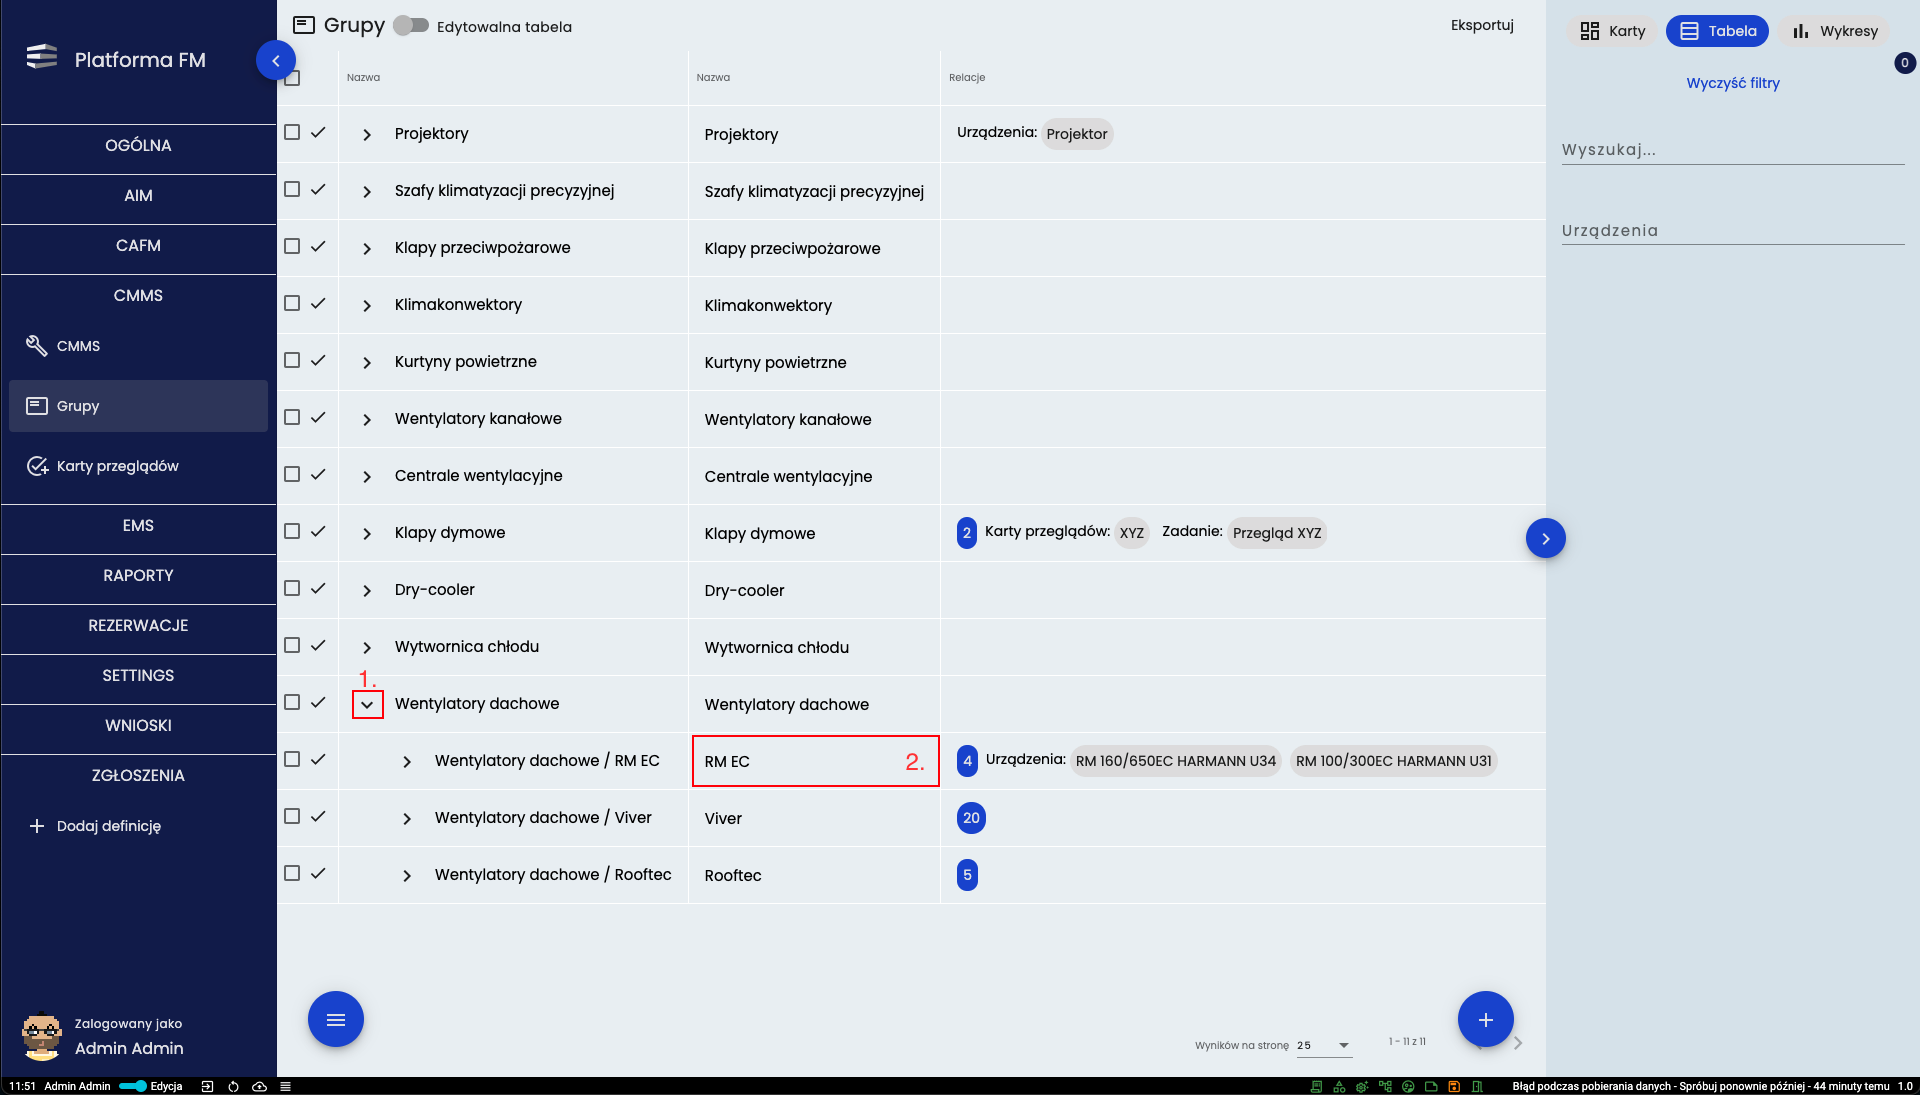 Platforma FM
OGÓLNA
AIM
CAFM
CMMS
CMMS
Grupy
Karty przeglądów
EMS
RAPORTY
REZERWACJE
SETTINGS
WNIOSKI
ZGŁOSZENIA
Dodaj definicję
Zalogowany jako
Admin Admin
Grupy Edytowalna tabela Eksportuj
Nazwa Nazwa Relacje
Projektory Projektory Urządzenia: Projektor
Szafy klimatyzacji precyzyjnej Szafy klimatyzacji precyzyjnej
Klapy przeciwpożarowe Klapy przeciwpożarowe
Klimakonwektory Klimakonwektory
Kurtyny powietrzne Kurtyny powietrzne
Wentylatory kanałowe Wentylatory kanałowe
Centrale wentylacyjne Centrale wentylacyjne
Klapy dymowe Klapy dymowe 2 Karty przeglądów: XYZ Zadanie: Przegląd XYZ
Dry-cooler Dry-cooler
Wytwornica chłodu Wytwornica chłodu
1.
Wentylatory dachowe Wentylatory dachowe
Wentylatory dachowe / RM EC RM EC 2. 4 Urządzenia: RM 160/650EC HARMANN U34 RM 100/300EC HARMANN U31
Wentylatory dachowe / Viver Viver 20
Wentylatory dachowe / Rooftec Rooftec 5
Wyników na stronę 25 1 - 11 z 11
Karty Tabela Wykresy
0
Wyczyść filtry
Wyszukaj...
Urządzenia
11:51 Admin Admin Edycja Błąd podczas pobierania danych - Spróbuj ponownie później - 44 minuty temu 1.0